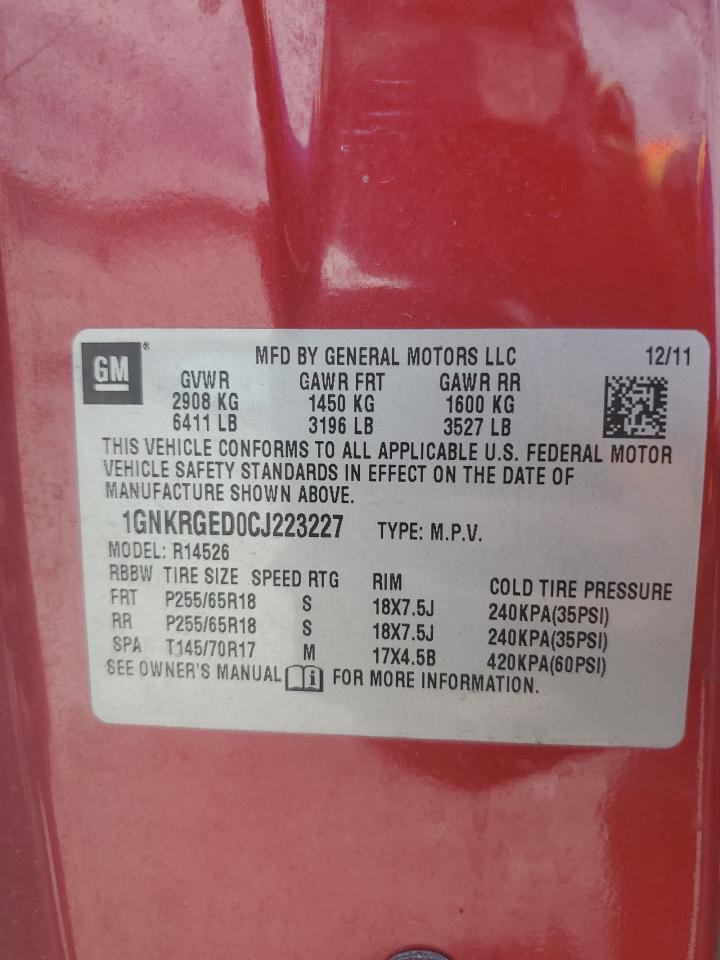 GM® MFD BY GENERAL MOTORS LLC 12/11
GVWR GAWR FRT GAWR RR
2908 KG 1450 KG 1600 KG
6411 LB 3196 LB 3527 LB
THIS VEHICLE CONFORMS TO ALL APPLICABLE U.S. FEDERAL MOTOR
VEHICLE SAFETY STANDARDS IN EFFECT ON THE DATE OF
MANUFACTURE SHOWN ABOVE.
1GNKRGED0CJ223227 TYPE: M.P.V.
MODEL: R14526
RBBW TIRE SIZE SPEED RTG RIM COLD TIRE PRESSURE
FRT P255/65R18 S 18X7.5J 240KPA(35PSI)
RR P255/65R18 S 18X7.5J 240KPA(35PSI)
SPA T145/70R17 M 17X4.5B 420KPA(60PSI)
SEE OWNER'S MANUAL i FOR MORE INFORMATION.